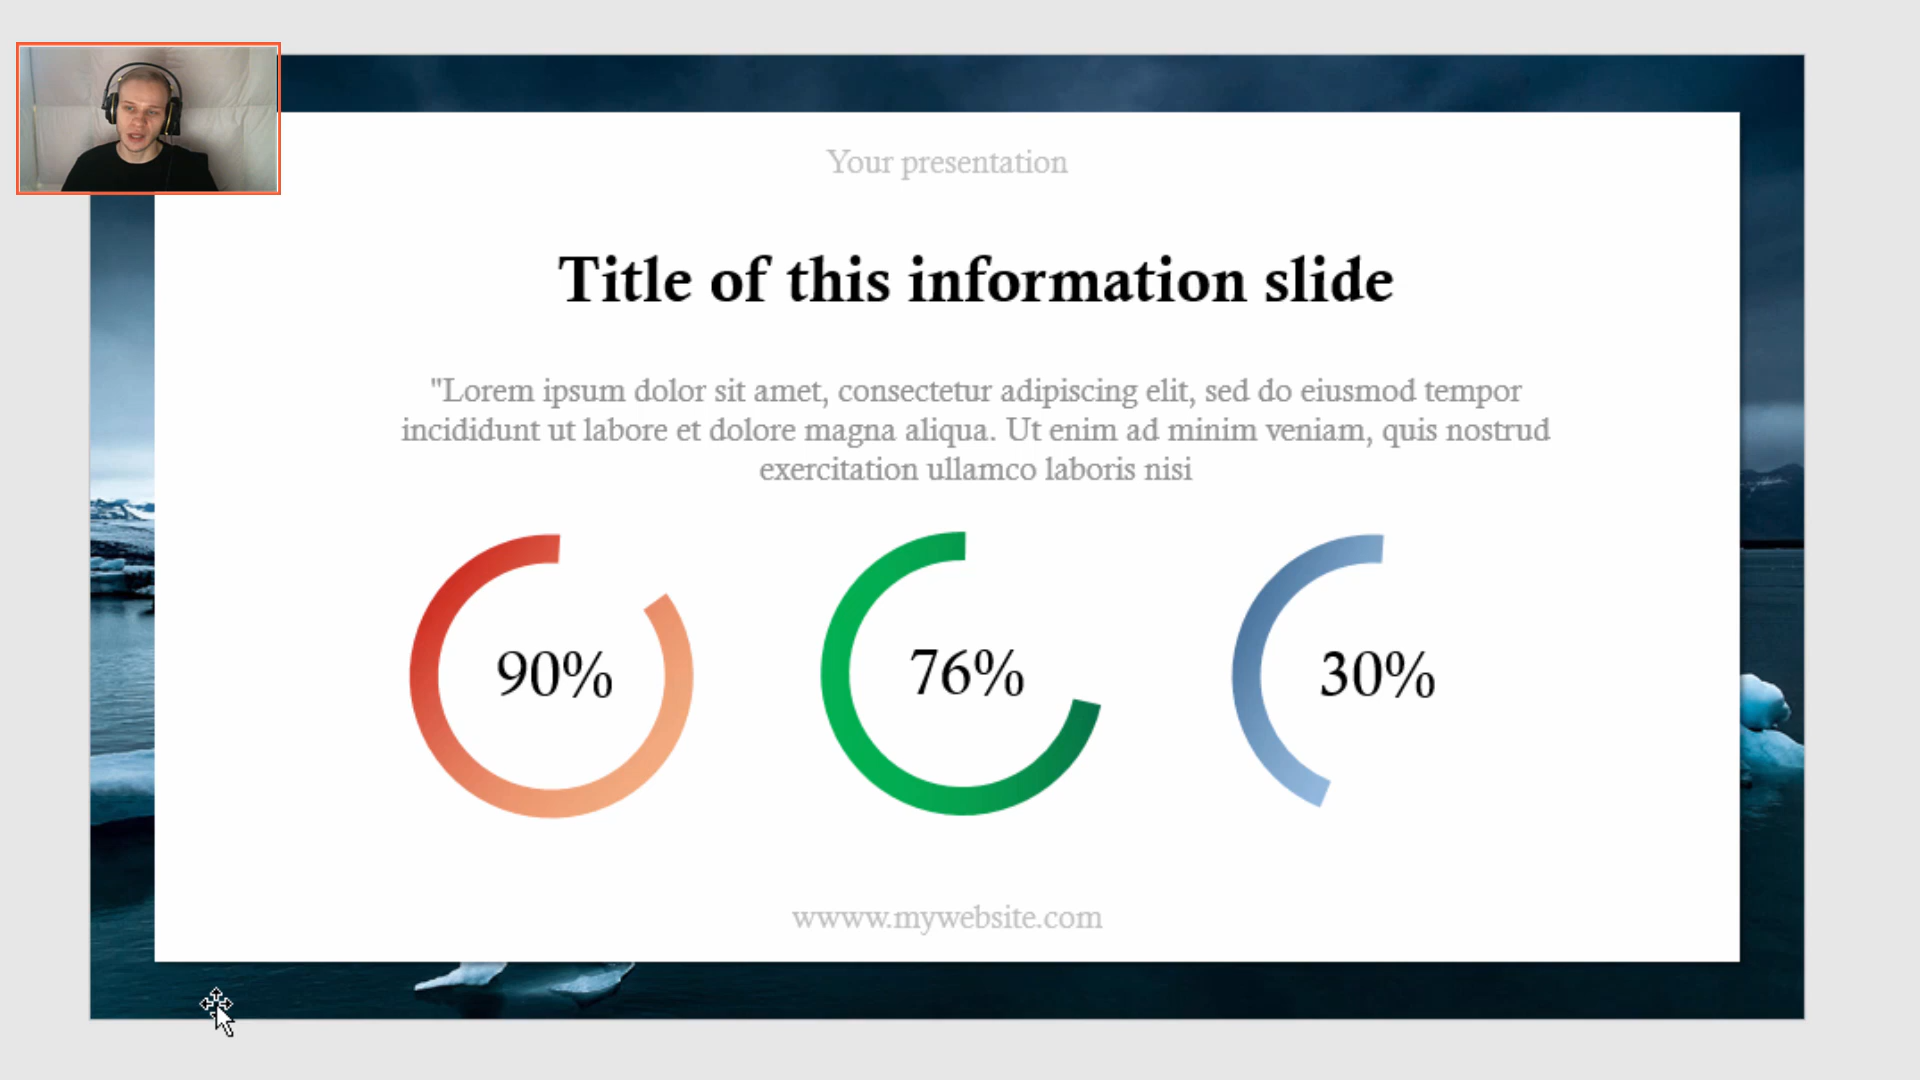 Your presentation
Title of this information slide
"Lorem ipsum dolor sit amet, consectetur adipiscing elit, sed do eiusmod tempor
incididunt ut labore et dolore magna aliqua. Ut enim ad minim veniam, quis nostrud
exercitation ullamco laboris nisi
90%
76%
30%
wwww.mywebsite.com